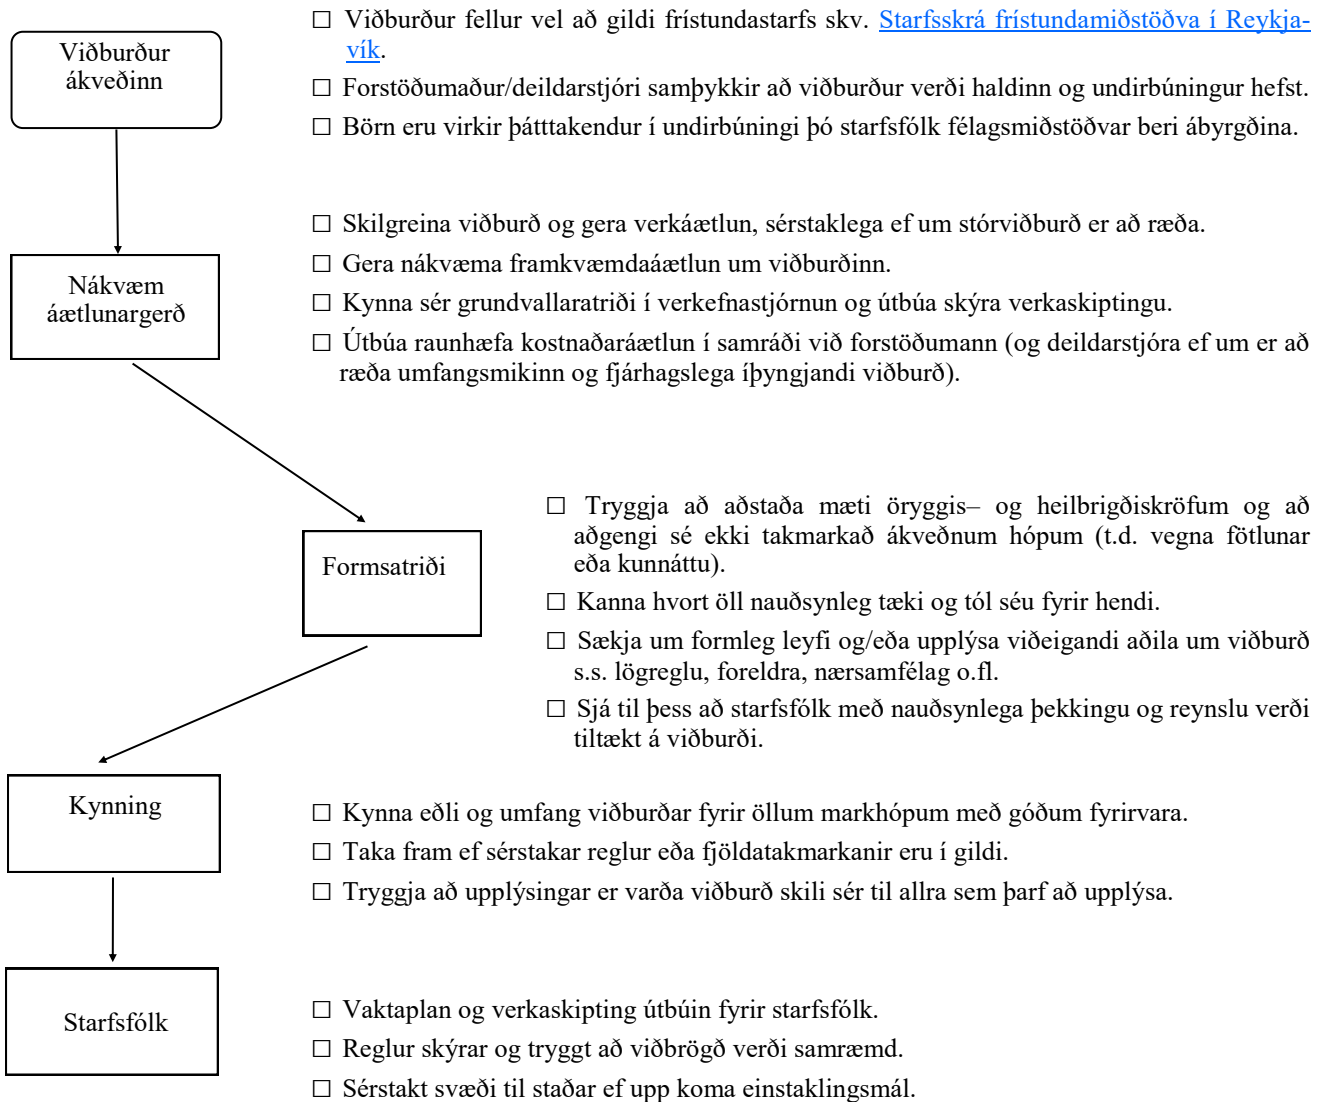 Viðburður
ákveðinn
☐ Viðburður fellur vel að gildi frístundastarfs skv. Starfsskrá frístundamiðstöðva í Reykja-
vík.
☐ Forstöðumaður/deildarstjóri samþykkir að viðburður verði haldinn og undirbúningur hefst.
☐ Börn eru virkir þátttakendur í undirbúningi þó starfsfólk félagsmiðstöðvar beri ábyrgðina.
Nákvæm
áætlunargerð
☐ Skilgreina viðburð og gera verkáætlun, sérstaklega ef um stórviðburð er að ræða.
☐ Gera nákvæma framkvæmdaáætlun um viðburðinn.
☐ Kynna sér grundvallaratriði í verkefnastjórnun og útbúa skýra verkaskiptingu.
☐ Útbúa raunhæfa kostnaðaráætlun í samráði við forstöðumann (og deildarstjóra ef um er að
ræða umfangsmikinn og fjárhagslega íþyngjandi viðburð).
Formsatriði
☐ Tryggja að aðstaða mæti öryggis– og heilbrigðiskröfum og að
aðgengi sé ekki takmarkað ákveðnum hópum (t.d. vegna fötlunar
eða kunnáttu).
☐ Kanna hvort öll nauðsynleg tæki og tól séu fyrir hendi.
☐ Sækja um formleg leyfi og/eða upplýsa viðeigandi aðila um viðburð
s.s. lögreglu, foreldra, nærsamfélag o.fl.
☐ Sjá til þess að starfsfólk með nauðsynlega þekkingu og reynslu verði
tiltækt á viðburði.
Kynning
☐ Kynna eðli og umfang viðburðar fyrir öllum markhópum með góðum fyrirvara.
☐ Taka fram ef sérstakar reglur eða fjöldatakmarkanir eru í gildi.
☐ Tryggja að upplýsingar er varða viðburð skili sér til allra sem þarf að upplýsa.
Starfsfólk
☐ Vaktaplan og verkaskipting útbúin fyrir starfsfólk.
☐ Reglur skýrar og tryggt að viðbrögð verði samræmd.
☐ Sérstakt svæði til staðar ef upp koma einstaklingsmál.